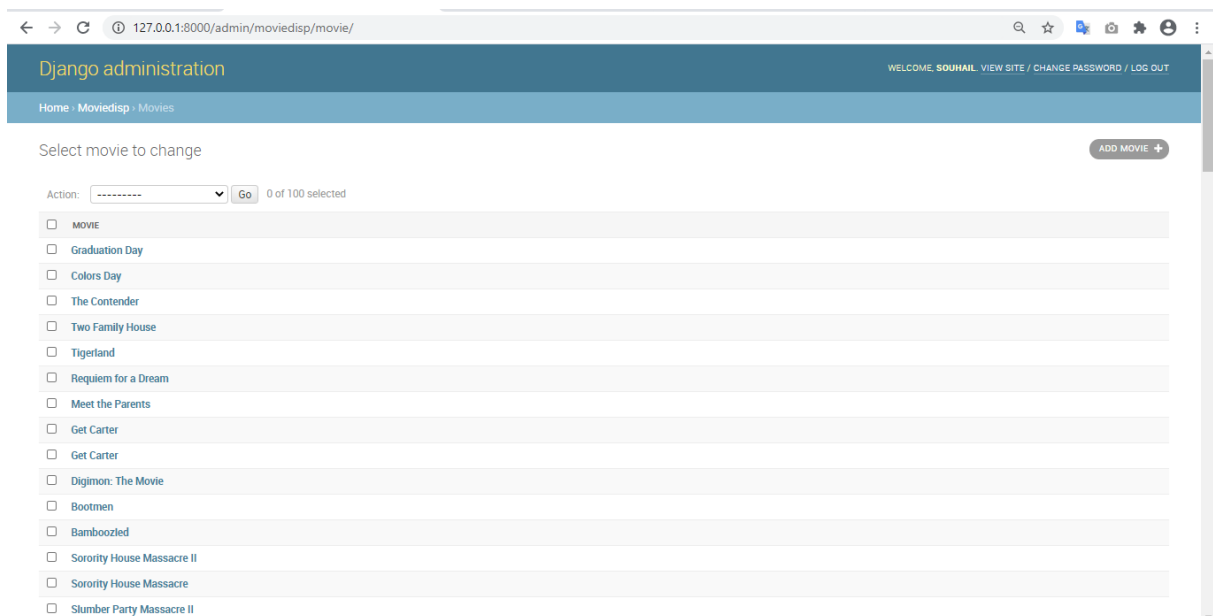 127.0.0.1:8000/admin/moviedisp/movie/
Django administration
WELCOME, SOUHAIL. VIEW SITE / CHANGE PASSWORD / LOG OUT
Home › Moviedisp › Movies
Select movie to change
ADD MOVIE +
Action: --------- Go 0 of 100 selected
MOVIE
Graduation Day
Colors Day
The Contender
Two Family House
Tigerland
Requiem for a Dream
Meet the Parents
Get Carter
Get Carter
Digimon: The Movie
Bootmen
Bamboozled
Sorority House Massacre II
Sorority House Massacre
Slumber Party Massacre II